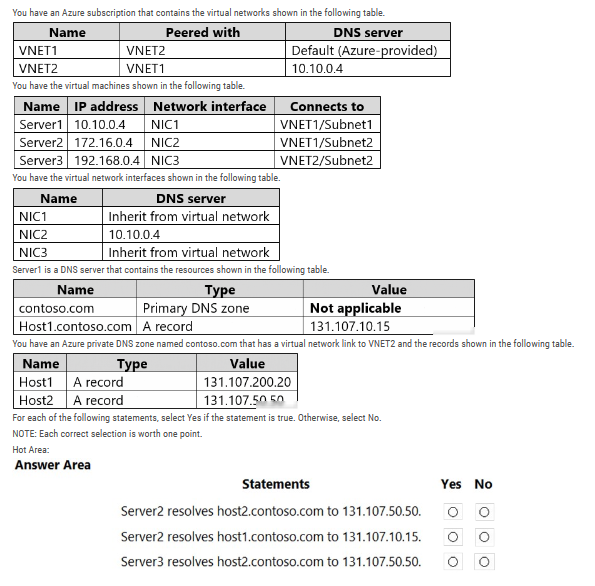 You have an Azure subscription that contains the virtual networks shown in the following table.
Name Peered with DNS server
VNET1 VNET2 Default (Azure-provided)
VNET2 VNET1 10.10.0.4
You have the virtual machines shown in the following table.
Name IP address Network interface Connects to
Server1 10.10.0.4 NIC1 VNET1/Subnet1
Server2 172.16.0.4 NIC2 VNET1/Subnet2
Server3 192.168.0.4 NIC3 VNET2/Subnet2
You have the virtual network interfaces shown in the following table.
Name DNS server
NIC1 Inherit from virtual network
NIC2 10.10.0.4
NIC3 Inherit from virtual network
Server1 is a DNS server that contains the resources shown in the following table.
Name Type Value
contoso.com Primary DNS zone Not applicable
Host1.contoso.com A record 131.107.10.15
You have an Azure private DNS zone named contoso.com that has a virtual network link to VNET2 and the records shown in the following table.
Name Type Value
Host1 A record 131.107.200.20
Host2 A record 131.107.50.50
For each of the following statements, select Yes if the statement is true. Otherwise, select No.
NOTE: Each correct selection is worth one point.
Hot Area:
Answer Area
Statements Yes No
Server2 resolves host2.contoso.com to 131.107.50.50.
Server2 resolves host1.contoso.com to 131.107.10.15.
Server3 resolves host2.contoso.com to 131.107.50.50.